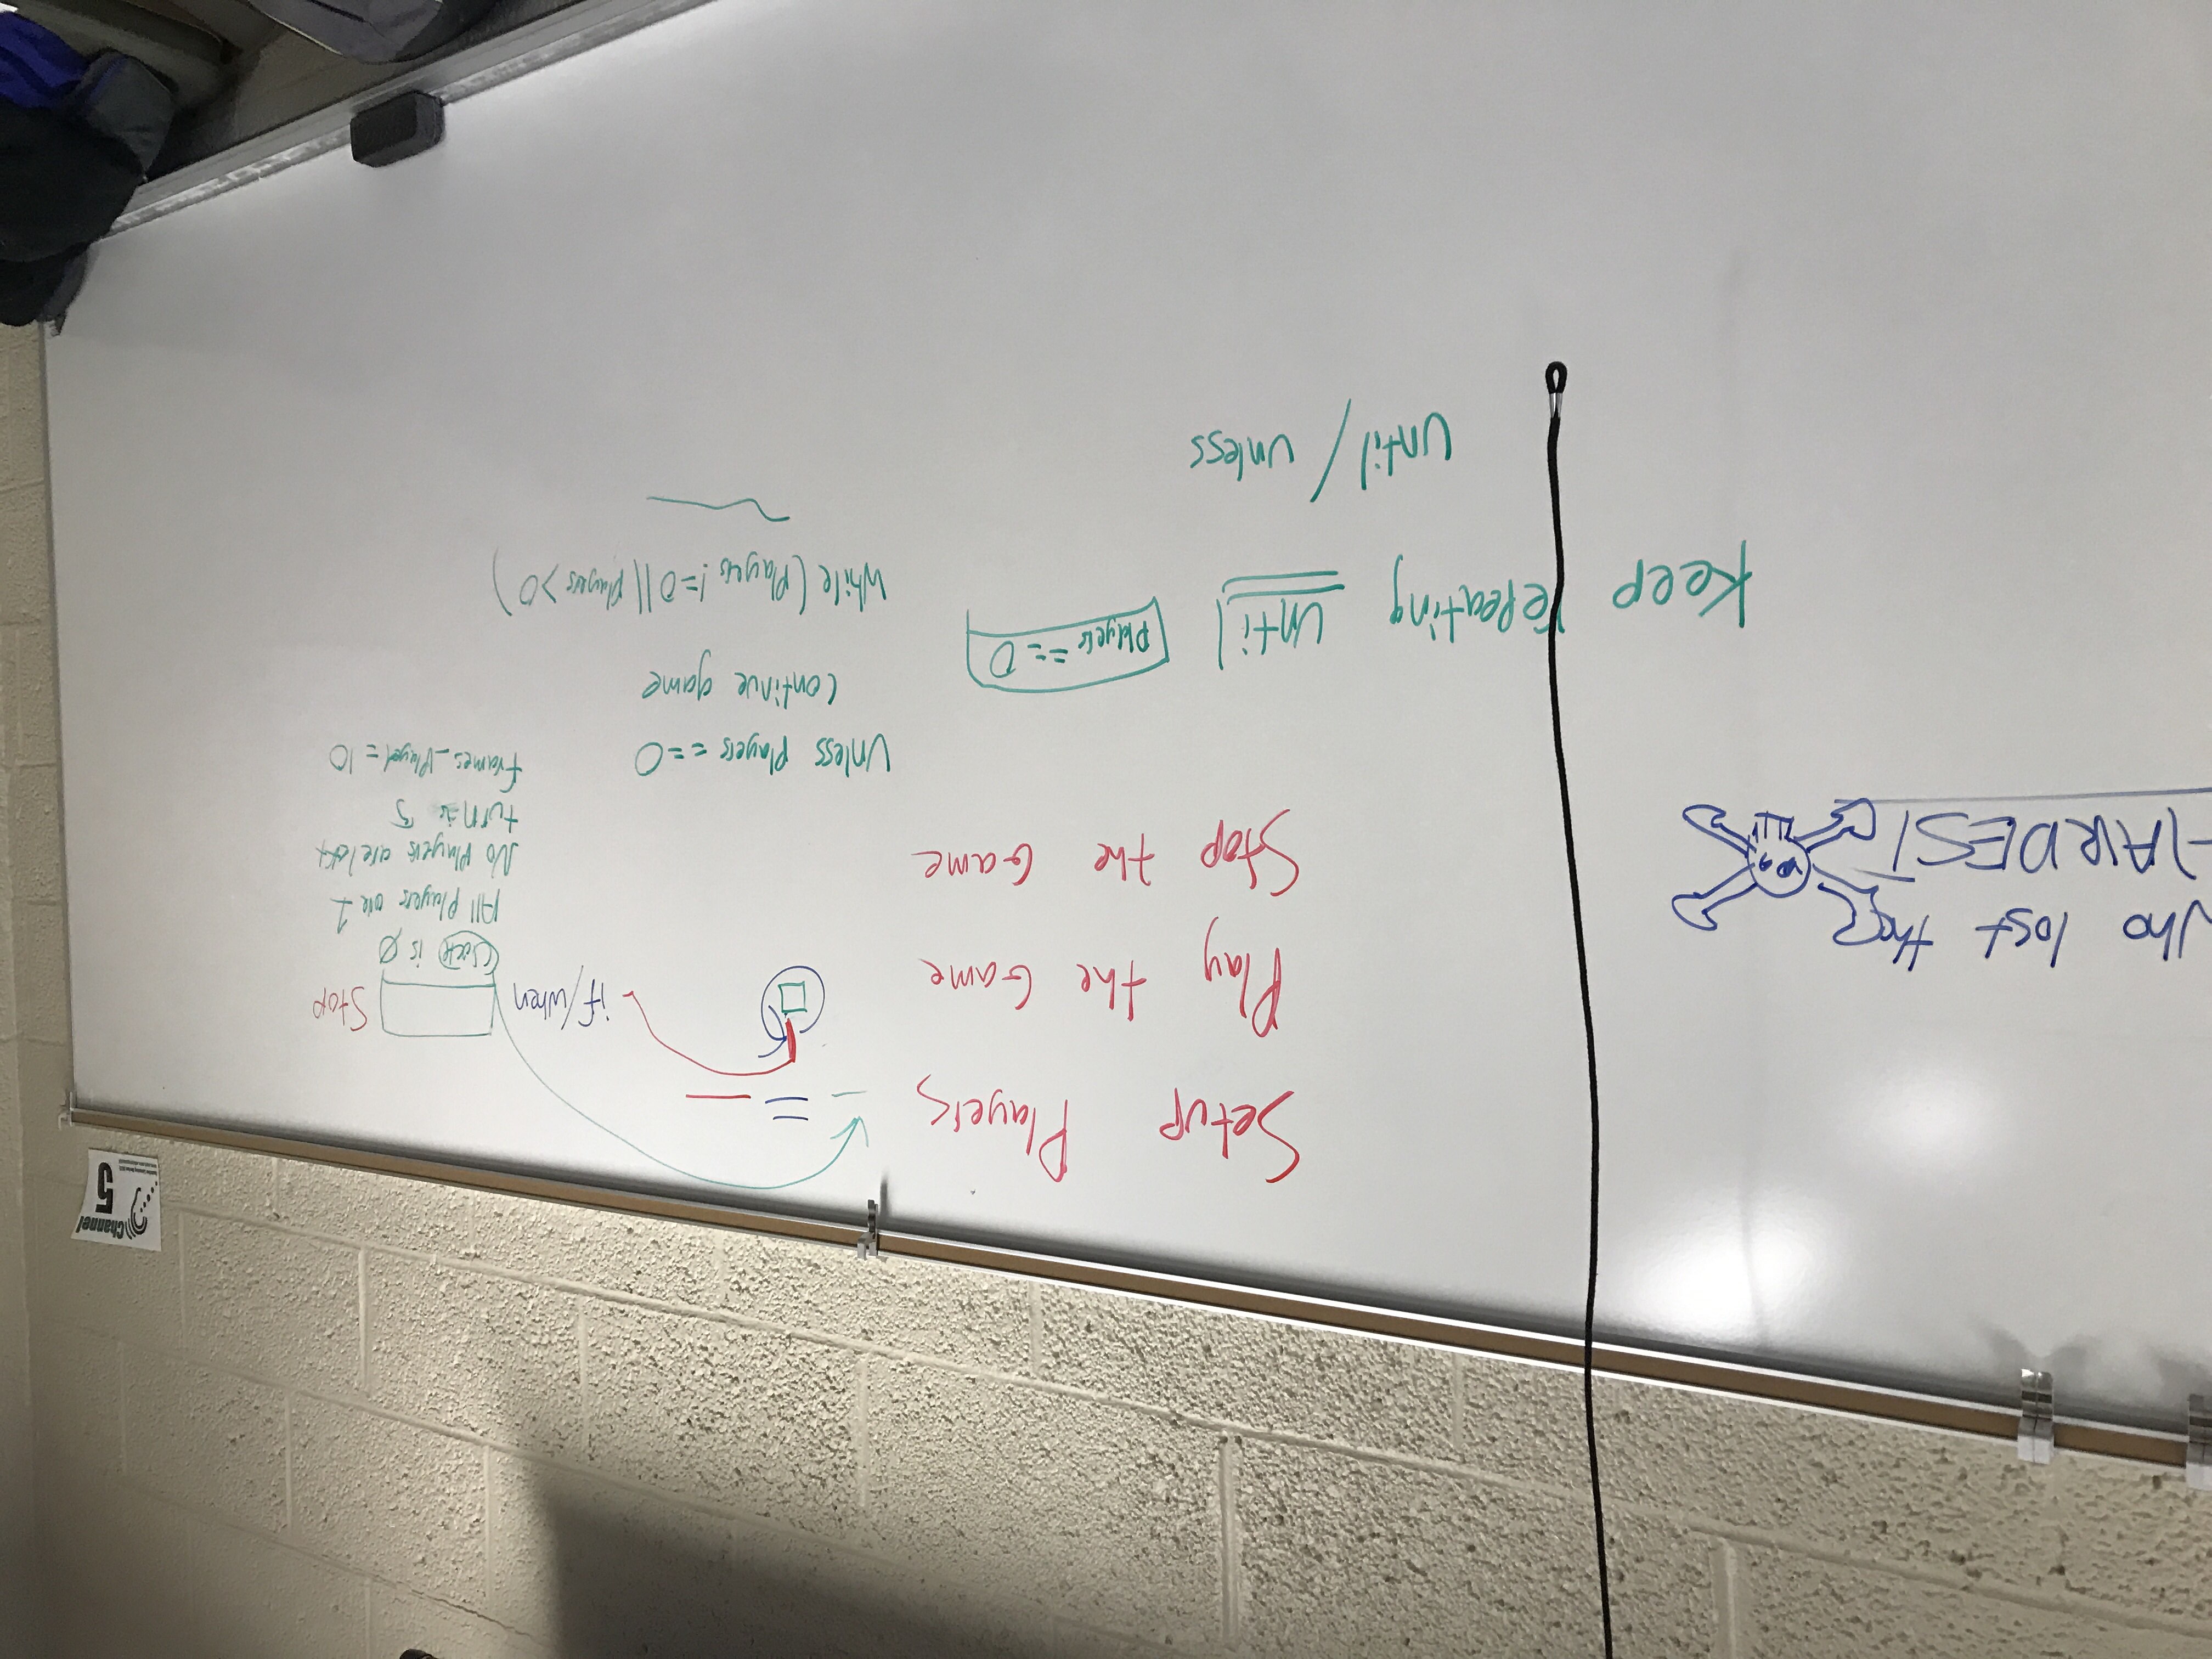 Who lost the
HARDEST
Setup Players _ = _
Play the Game
Stop the Game
if/when
Stop
Clock is Ø
All Players are 1
No Players are left
turn is 5
frames_Played = 10
Unless Players == 0
Continue game
While (Players != 0 || Players > 0)
Keep repeating until Players == 0
until / unless
Channel
5